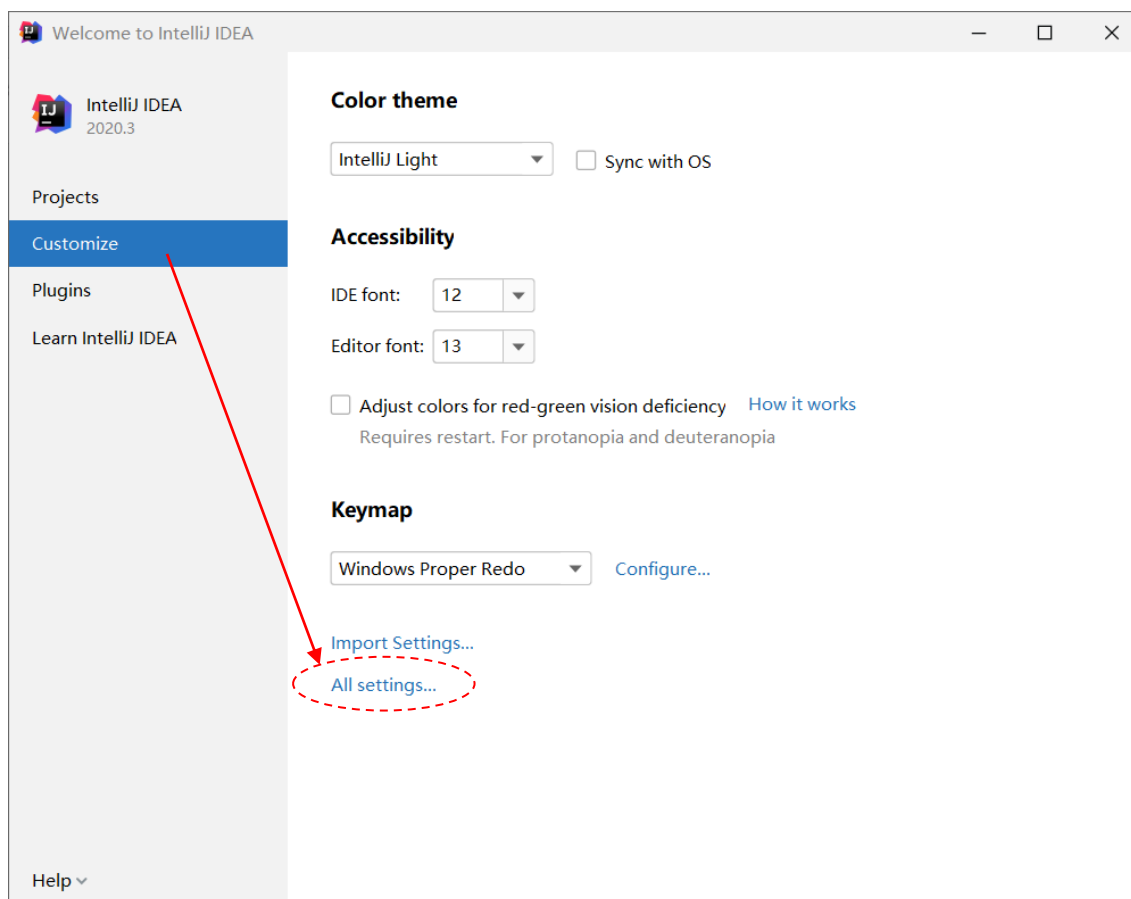 Welcome to IntelliJ IDEA
IJ
IntelliJ IDEA
2020.3
Projects
Customize
Plugins
Learn IntelliJ IDEA
Help
Color theme
IntelliJ Light
Sync with OS
Accessibility
IDE font: 12
Editor font: 13
Adjust colors for red-green vision deficiency How it works
Requires restart. For protanopia and deuteranopia
Keymap
Windows Proper Redo Configure...
Import Settings...
All settings...